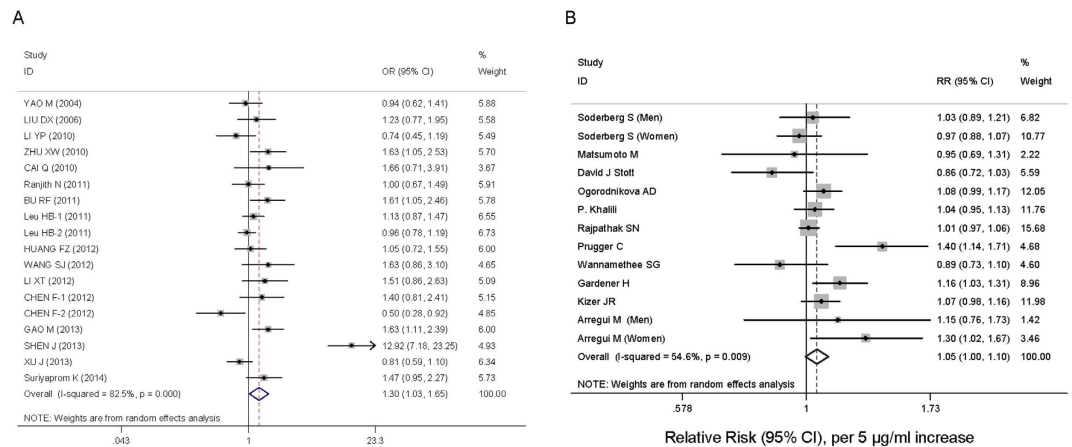 A
Study
%
ID OR (95% CI) Weight
YAO M (2004) 0.94 (0.62, 1.41) 5.88
LIU DX (2006) 1.23 (0.77, 1.95) 5.58
LI YP (2010) 0.74 (0.45, 1.19) 5.49
ZHU XW (2010) 1.63 (1.05, 2.53) 5.70
CAI Q (2010) 1.66 (0.71, 3.91) 3.67
Ranjith N (2011) 1.00 (0.67, 1.49) 5.91
BU RF (2011) 1.61 (1.05, 2.46) 5.78
Leu HB-1 (2011) 1.13 (0.87, 1.47) 6.55
Leu HB-2 (2011) 0.96 (0.78, 1.19) 6.73
HUANG FZ (2012) 1.05 (0.72, 1.55) 6.00
WANG SJ (2012) 1.63 (0.86, 3.10) 4.65
LI XT (2012) 1.51 (0.86, 2.63) 5.09
CHEN F-1 (2012) 1.40 (0.81, 2.41) 5.15
CHEN F-2 (2012) 0.50 (0.28, 0.92) 4.85
GAO M (2013) 1.63 (1.11, 2.39) 6.00
SHEN J (2013) 12.92 (7.18, 23.25) 4.93
XU J (2013) 0.81 (0.59, 1.10) 6.34
Suriyaprom K (2014) 1.47 (0.95, 2.27) 5.73
Overall (I-squared = 82.5%, p = 0.000) 1.30 (1.03, 1.65) 100.00
NOTE: Weights are from random effects analysis
.043 1 23.3
B
Study %
ID RR (95% CI) Weight
Soderberg S (Men) 1.03 (0.89, 1.21) 6.82
Soderberg S (Women) 0.97 (0.88, 1.07) 10.77
Matsumoto M 0.95 (0.69, 1.31) 2.22
David J Stott 0.86 (0.72, 1.03) 5.59
Ogorodnikova AD 1.08 (0.99, 1.17) 12.05
P. Khalili 1.04 (0.95, 1.13) 11.76
Rajpathak SN 1.01 (0.97, 1.06) 15.68
Prugger C 1.40 (1.14, 1.71) 4.68
Wannamethee SG 0.89 (0.73, 1.10) 4.60
Gardener H 1.16 (1.03, 1.31) 8.96
Kizer JR 1.07 (0.98, 1.16) 11.98
Arregui M (Men) 1.15 (0.76, 1.73) 1.42
Arregui M (Women) 1.30 (1.02, 1.67) 3.46
Overall (I-squared = 54.6%, p = 0.009) 1.05 (1.00, 1.10) 100.00
NOTE: Weights are from random effects analysis
.578 1 1.73
Relative Risk (95% CI), per 5 µg/ml increase